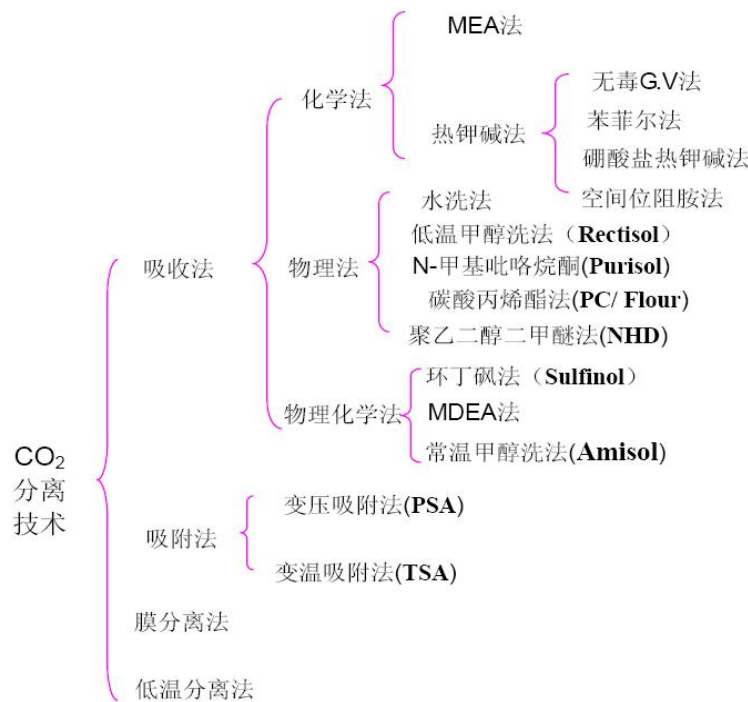 CO₂
分离
技术
吸收法
化学法
MEA法
热钾碱法
无毒G.V法
苯菲尔法
硼酸盐热钾碱法
空间位阻胺法
物理法
水洗法
低温甲醇洗法（Rectisol）
N-甲基吡咯烷酮(Purisol)
碳酸丙烯酯法(PC/ Flour)
聚乙二醇二甲醚法(NHD)
物理化学法
环丁砜法（Sulfinol）
MDEA法
常温甲醇洗法(Amisol)
吸附法
变压吸附法(PSA)
变温吸附法(TSA)
膜分离法
低温分离法